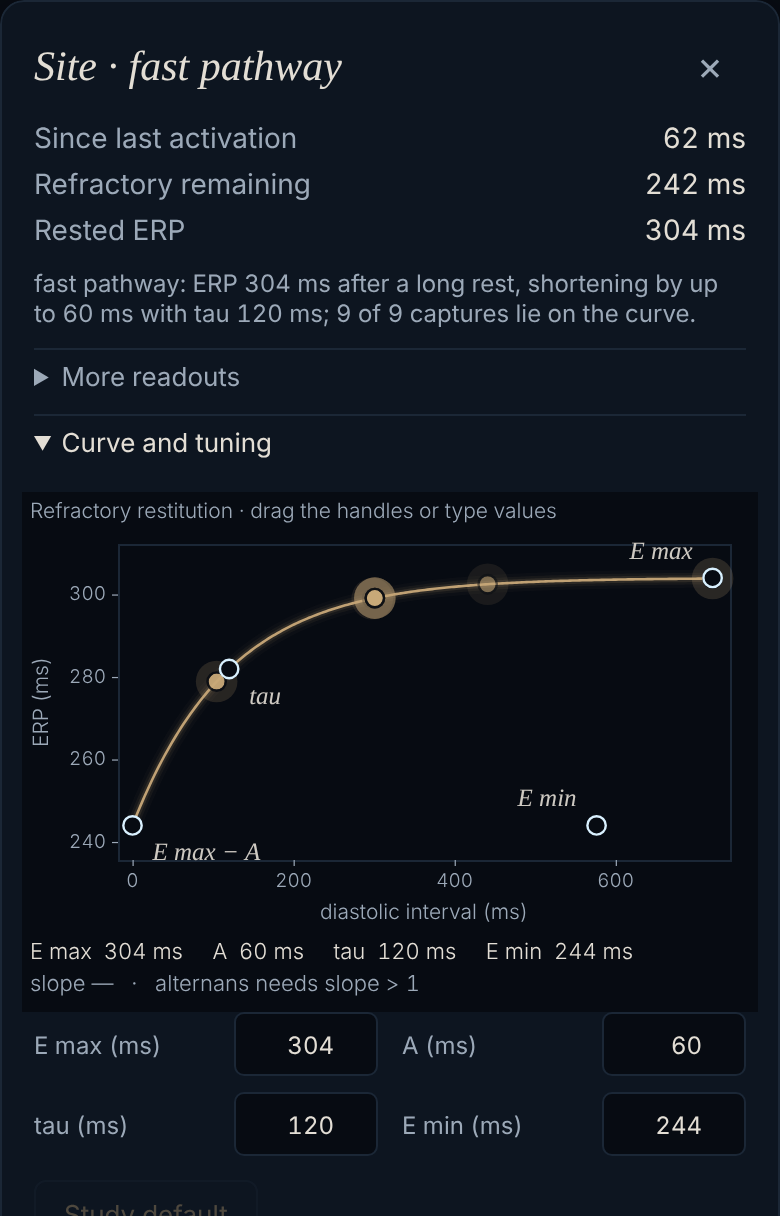 Site · fast pathway ×
Since last activation 62 ms
Refractory remaining 242 ms
Rested ERP 304 ms
fast pathway: ERP 304 ms after a long rest, shortening by up
to 60 ms with tau 120 ms; 9 of 9 captures lie on the curve.
▶ More readouts
▼ Curve and tuning
Refractory restitution · drag the handles or type values
E max
300
280
tau
ERP (ms)
260
E min
240
E max − A
0 200 400 600
diastolic interval (ms)
E max 304 ms A 60 ms tau 120 ms E min 244 ms
slope — · alternans needs slope > 1
E max (ms) 304 A (ms) 60
tau (ms) 120 E min (ms) 244
Study default